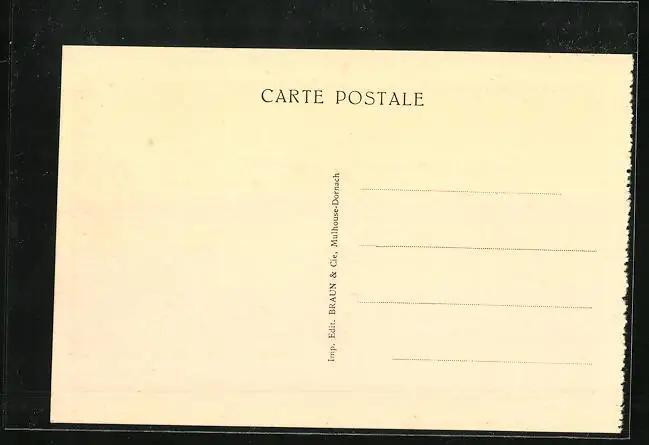 CARTE POSTALE
Imp. Edit. BRAUN & Cie, Mulhouse-Dornach